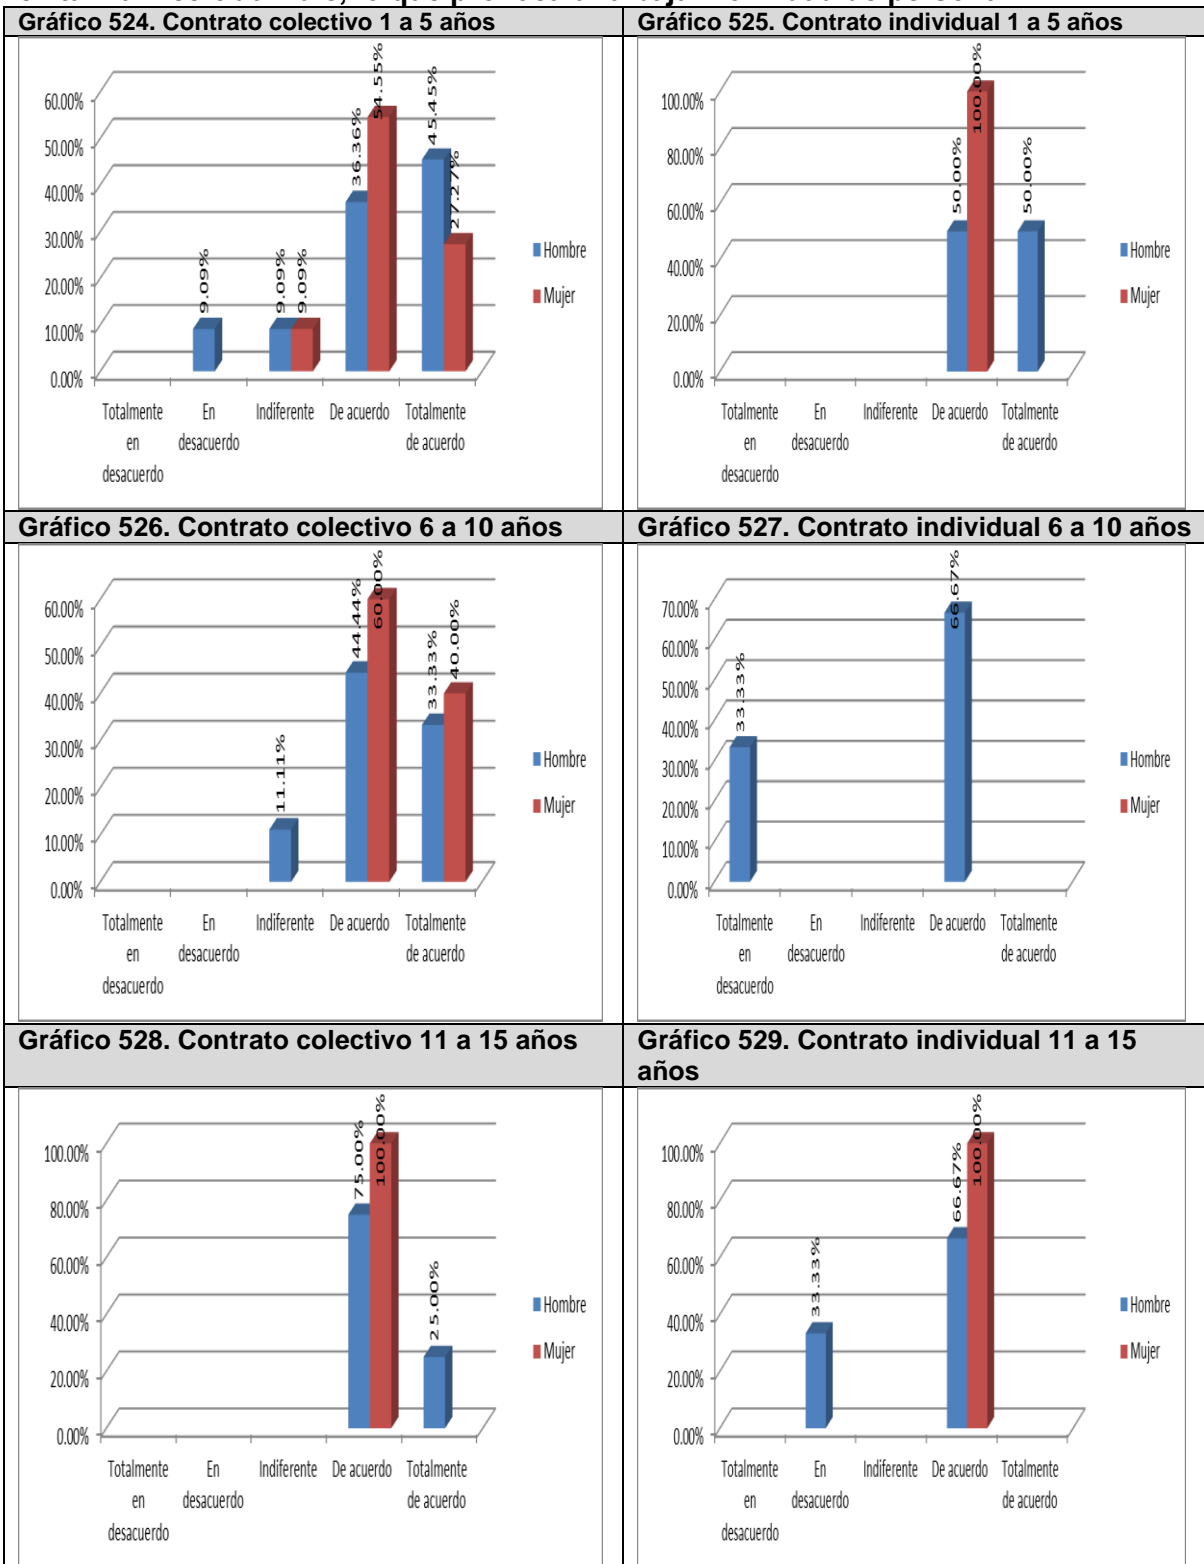 Gráfico 524. Contrato colectivo 1 a 5 años
Gráfico 525. Contrato individual 1 a 5 años
60.00%
50.00%
40.00%
30.00%
20.00%
10.00%
0.00%
9.09%
9.09%
9.09%
36.36%
54.55%
45.45%
27.27%
Totalmente en desacuerdo
En desacuerdo
Indiferente
De acuerdo
Totalmente de acuerdo
Hombre
Mujer
100.00%
80.00%
60.00%
40.00%
20.00%
0.00%
50.00%
100.00%
50.00%
Totalmente en desacuerdo
En desacuerdo
Indiferente
De acuerdo
Totalmente de acuerdo
Hombre
Mujer
Gráfico 526. Contrato colectivo 6 a 10 años
Gráfico 527. Contrato individual 6 a 10 años
60.00%
50.00%
40.00%
30.00%
20.00%
10.00%
0.00%
11.11%
44.44%
60.00%
33.33%
40.00%
Totalmente en desacuerdo
En desacuerdo
Indiferente
De acuerdo
Totalmente de acuerdo
Hombre
Mujer
70.00%
60.00%
50.00%
40.00%
30.00%
20.00%
10.00%
0.00%
33.33%
66.67%
Totalmente en desacuerdo
En desacuerdo
Indiferente
De acuerdo
Totalmente de acuerdo
Hombre
Mujer
Gráfico 528. Contrato colectivo 11 a 15 años
Gráfico 529. Contrato individual 11 a 15
años
100.00%
80.00%
60.00%
40.00%
20.00%
0.00%
75.00%
100.00%
25.00%
Totalmente en desacuerdo
En desacuerdo
Indiferente
De acuerdo
Totalmente de acuerdo
Hombre
Mujer
100.00%
80.00%
60.00%
40.00%
20.00%
0.00%
33.33%
66.67%
100.00%
Totalmente en desacuerdo
En desacuerdo
Indiferente
De acuerdo
Totalmente de acuerdo
Hombre
Mujer